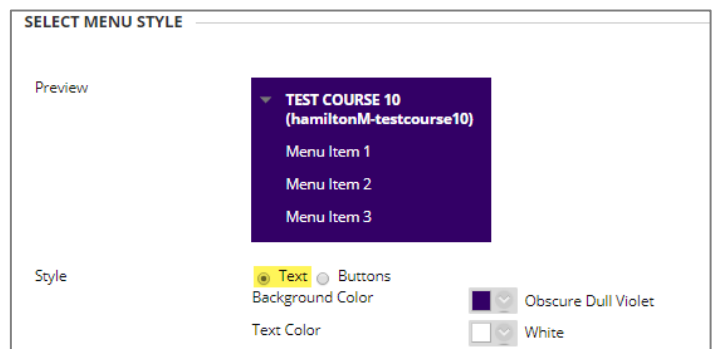 SELECT MENU STYLE
Preview
TEST COURSE 10
(hamiltonM-testcourse10)
Menu Item 1
Menu Item 2
Menu Item 3
Style
Text Buttons
Background Color Obscure Dull Violet
Text Color White